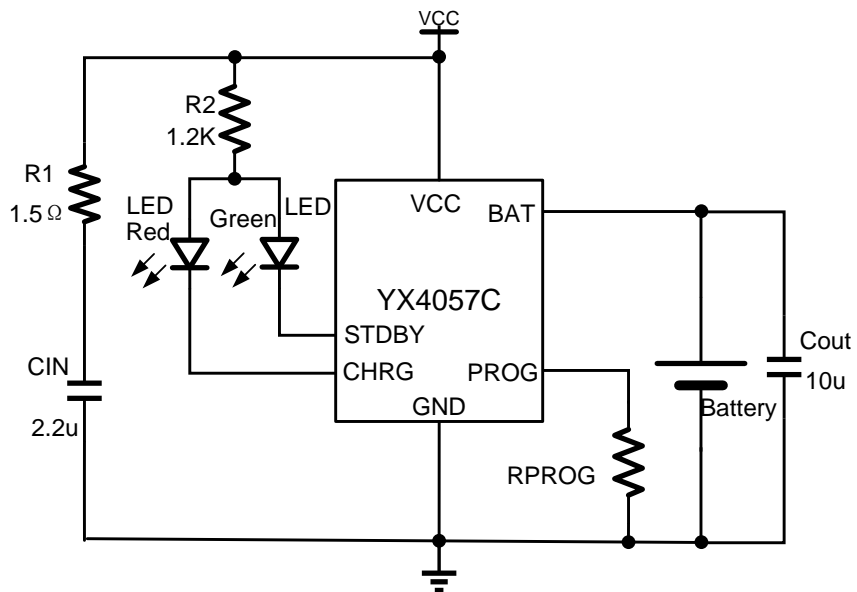 VCC
R2
1.2K
R1
1.5Ω
LED
Red
Green
LED
VCC
BAT
YX4057C
STDBY
CHRG
PROG
GND
CIN
2.2u
RPROG
Battery
Cout
10u